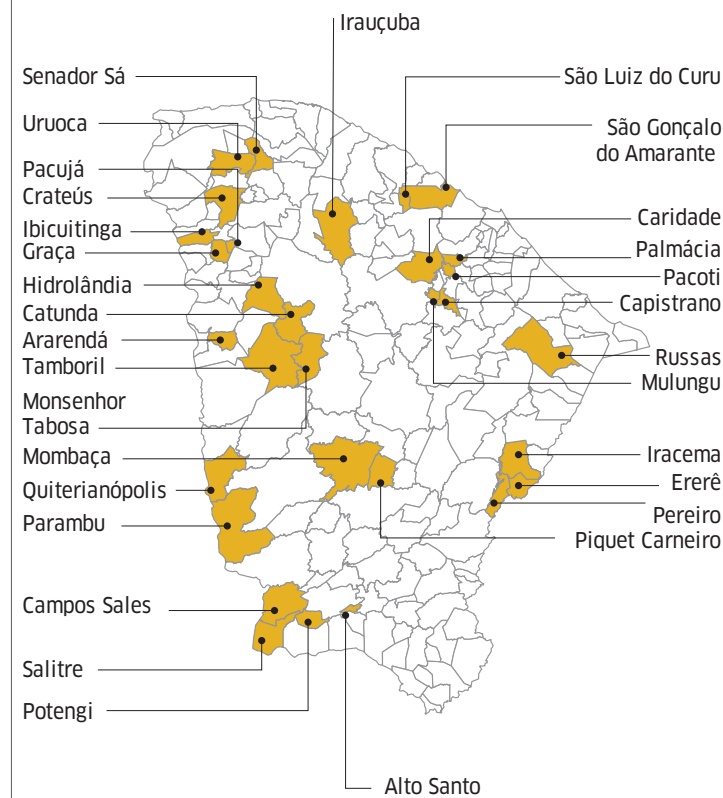 Irauçuba
Senador Sá
Uruoca
Pacujá
Crateús
Ibicuitinga
Graça
Hidrolândia
Catunda
Ararendá
Tamboril
Monsenhor
Tabosa
Mombaça
Quiterianópolis
Parambu
Campos Sales
Salitre
Potengi
São Luiz do Curu
São Gonçalo
do Amarante
Caridade
Palmácia
Pacoti
Capistrano
Russas
Mulungu
Iracema
Ererê
Pereiro
Piquet Carneiro
Alto Santo